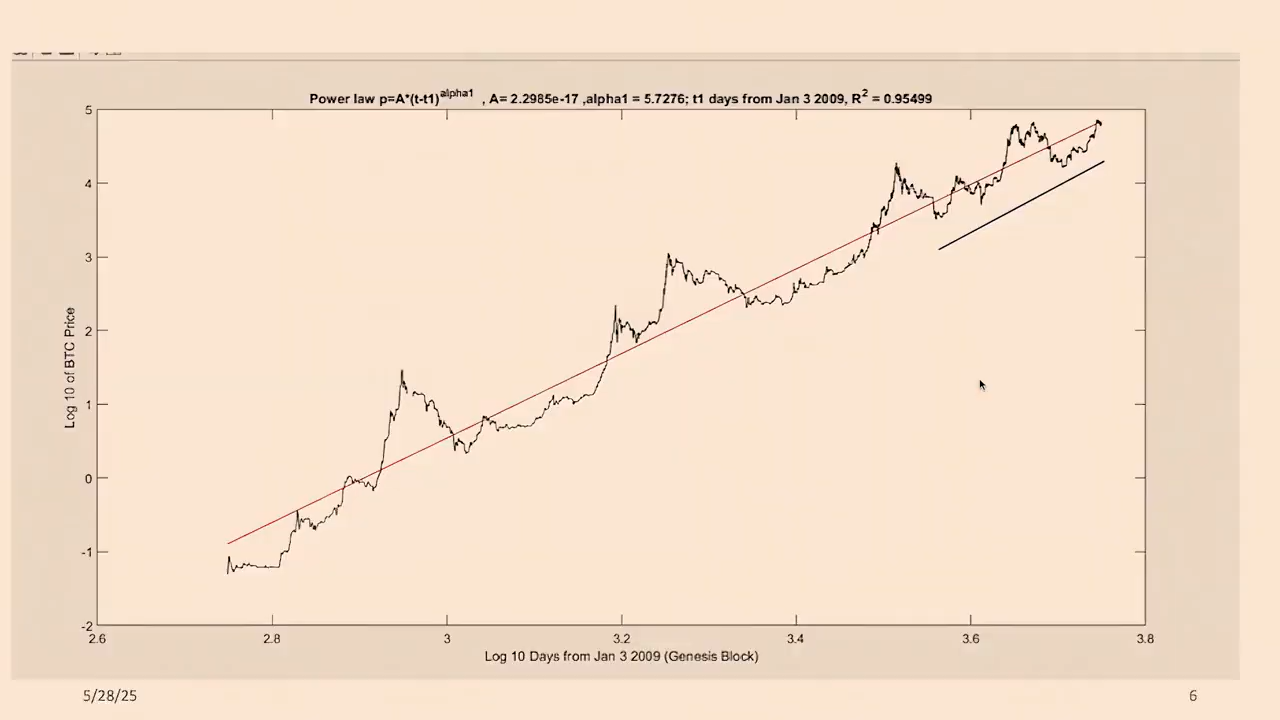 Power law p=A*(t-t1)^alpha1 , A= 2.2985e-17 ,alpha1 = 5.7276; t1 days from Jan 3 2009, R^2 = 0.95499
5
4
3
2
1
0
-1
-2
Log 10 of BTC Price
2.6 2.8 3 3.2 3.4 3.6 3.8
Log 10 Days from Jan 3 2009 (Genesis Block)
5/28/25 6